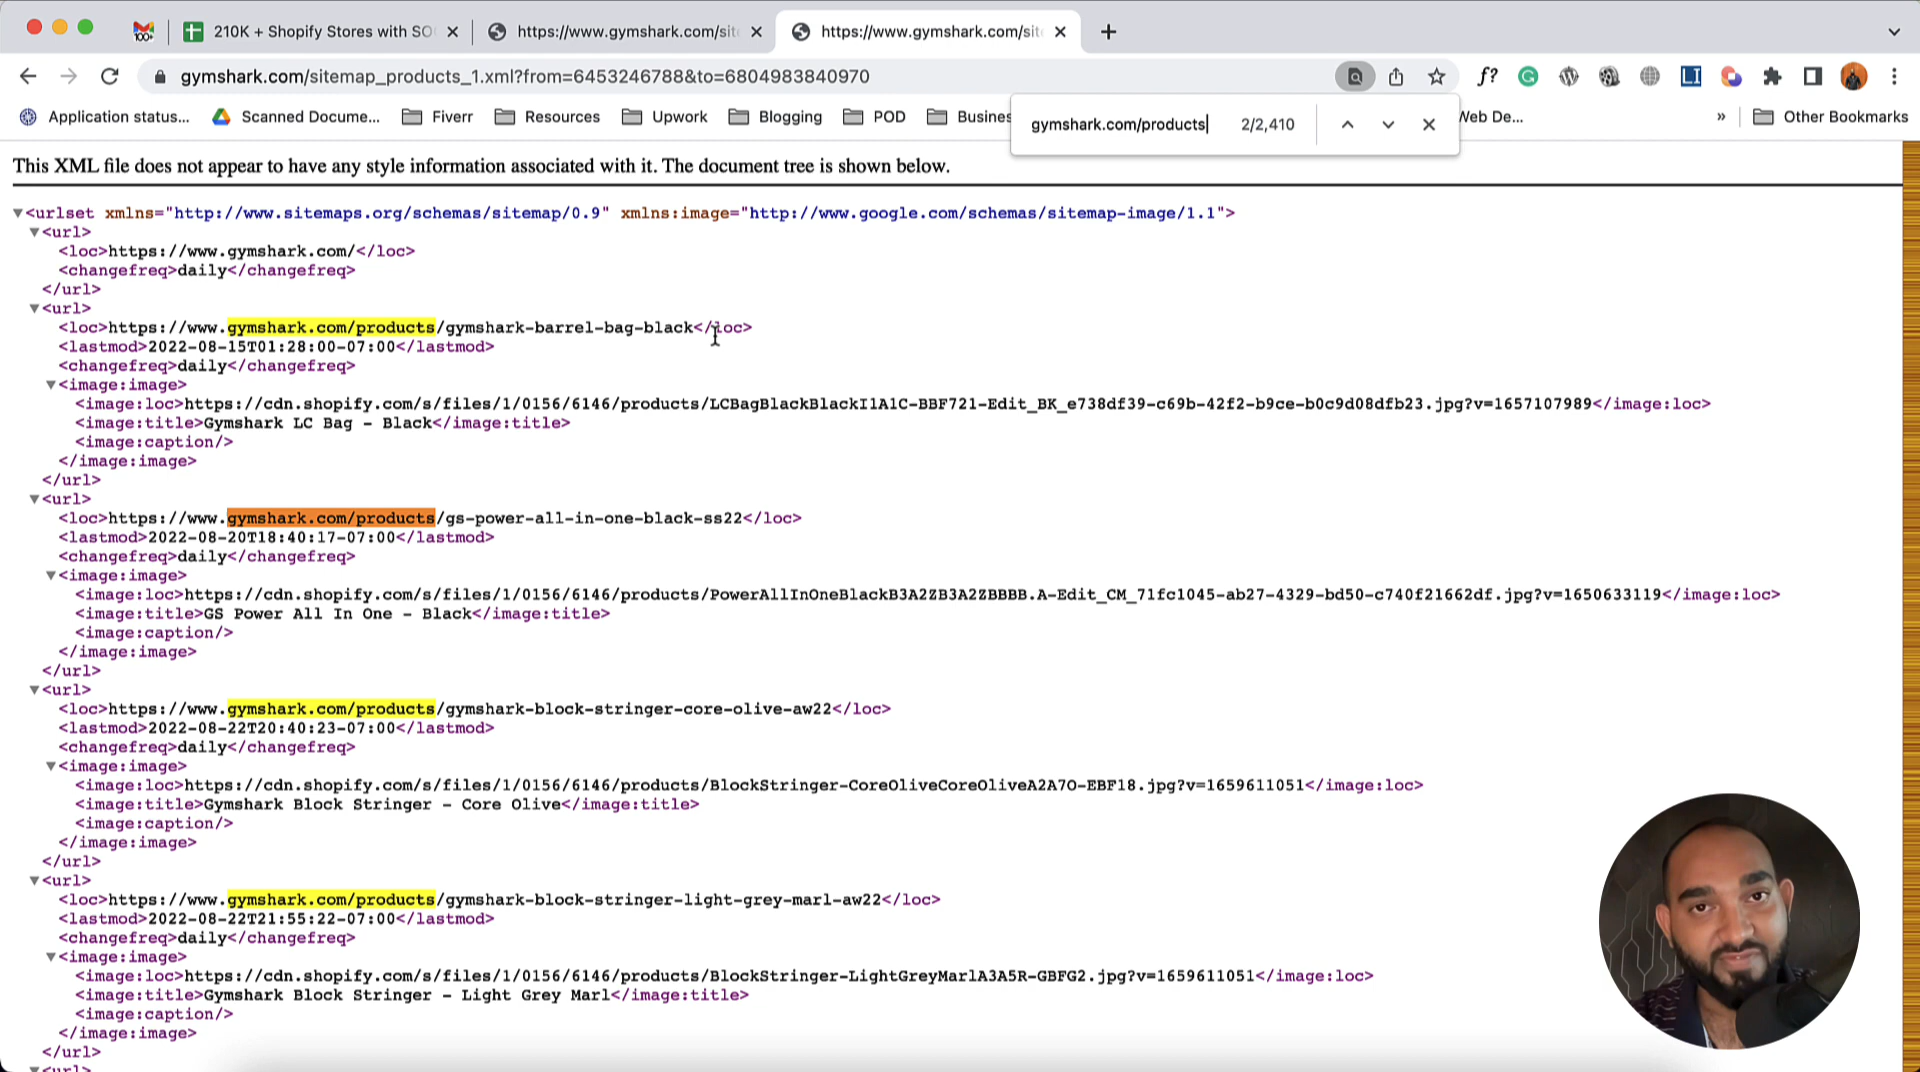 100+
210K + Shopify Stores with SO
https://www.gymshark.com/sit
https://www.gymshark.com/sit
gymshark.com/sitemap_products_1.xml?from=6453246788&to=6804983840970
f?
LI
Application status...
Scanned Docume...
Fiverr
Resources
Upwork
Blogging
POD
Busines
Web De...
»
Other Bookmarks
gymshark.com/products
2/2,410
This XML file does not appear to have any style information associated with it. The document tree is shown below.
▼<urlset xmlns="http://www.sitemaps.org/schemas/sitemap/0.9" xmlns:image="http://www.google.com/schemas/sitemap-image/1.1">
▼<url>
<loc>https://www.gymshark.com/</loc>
<changefreq>daily</changefreq>
</url>
▼<url>
<loc>https://www.gymshark.com/products/gymshark-barrel-bag-black</loc>
<lastmod>2022-08-15T01:28:00-07:00</lastmod>
<changefreq>daily</changefreq>
▼<image:image>
<image:loc>https://cdn.shopify.com/s/files/1/0156/6146/products/LCBagBlackBlackI1A1C-BBF721-Edit_BK_e738df39-c69b-42f2-b9ce-b0c9d08dfb23.jpg?v=1657107989</image:loc>
<image:title>Gymshark LC Bag - Black</image:title>
<image:caption/>
</image:image>
</url>
▼<url>
<loc>https://www.gymshark.com/products/gs-power-all-in-one-black-ss22</loc>
<lastmod>2022-08-20T18:40:17-07:00</lastmod>
<changefreq>daily</changefreq>
▼<image:image>
<image:loc>https://cdn.shopify.com/s/files/1/0156/6146/products/PowerAllInOneBlackB3A2ZB3A2ZBBBB.A-Edit_CM_71fc1045-ab27-4329-bd50-c740f21662df.jpg?v=1650633119</image:loc>
<image:title>GS Power All In One - Black</image:title>
<image:caption/>
</image:image>
</url>
▼<url>
<loc>https://www.gymshark.com/products/gymshark-block-stringer-core-olive-aw22</loc>
<lastmod>2022-08-22T20:40:23-07:00</lastmod>
<changefreq>daily</changefreq>
▼<image:image>
<image:loc>https://cdn.shopify.com/s/files/1/0156/6146/products/BlockStringer-CoreOliveCoreOliveA2A7O-EBF18.jpg?v=1659611051</image:loc>
<image:title>Gymshark Block Stringer - Core Olive</image:title>
<image:caption/>
</image:image>
</url>
▼<url>
<loc>https://www.gymshark.com/products/gymshark-block-stringer-light-grey-marl-aw22</loc>
<lastmod>2022-08-22T21:55:22-07:00</lastmod>
<changefreq>daily</changefreq>
▼<image:image>
<image:loc>https://cdn.shopify.com/s/files/1/0156/6146/products/BlockStringer-LightGreyMarlA3A5R-GBFG2.jpg?v=1659611051</image:loc>
<image:title>Gymshark Block Stringer - Light Grey Marl</image:title>
<image:caption/>
</image:image>
</url>
▼<url>